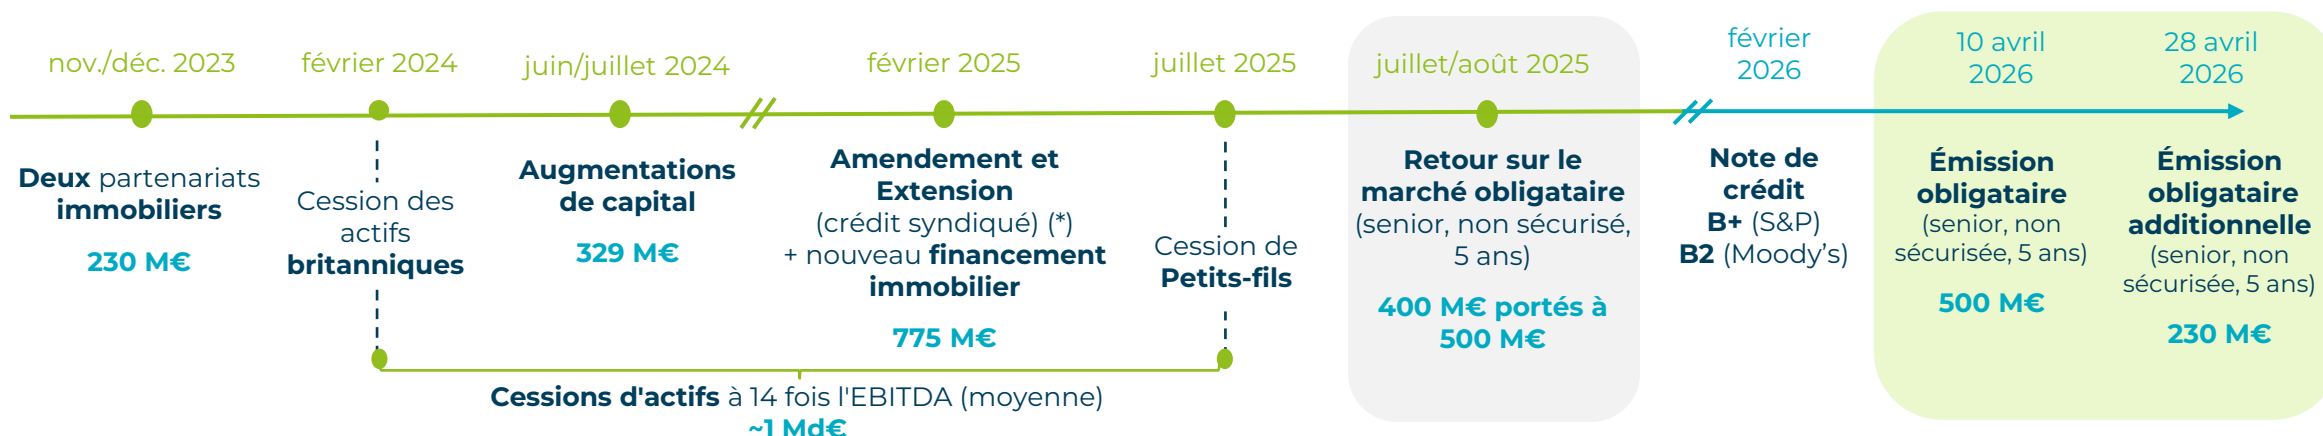 nov./déc. 2023
Deux partenariats
immobiliers
230 M€
février 2024
Cession des
actifs
britanniques
juin/juillet 2024
Augmentations
de capital
329 M€
février 2025
Amendement et
Extension
(crédit syndiqué) (*)
+ nouveau financement
immobilier
775 M€
juillet 2025
Cession de
Petits-fils
Cessions d'actifs à 14 fois l'EBITDA (moyenne)
~1 Md€
juillet/août 2025
Retour sur le
marché obligataire
(senior, non sécurisé,
5 ans)
400 M€ portés à
500 M€
février
2026
Note de
crédit
B+ (S&P)
B2 (Moody’s)
10 avril
2026
Émission
obligataire
(senior, non
sécurisée, 5 ans)
500 M€
28 avril
2026
Émission
obligataire
additionnelle
(senior, non
sécurisée, 5 ans)
230 M€